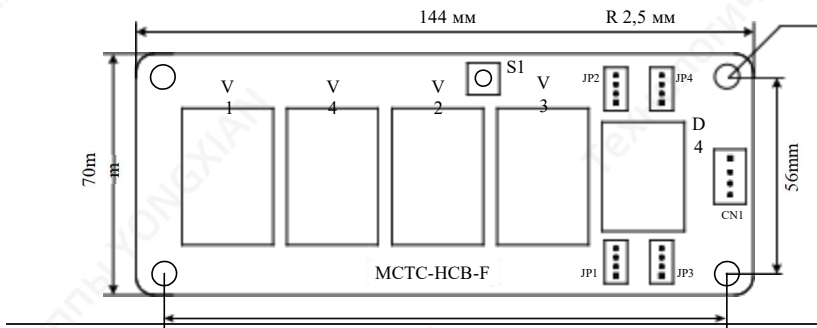 144 мм
R 2,5 мм
S1
V
1
V
4
V
2
V
3
JP2
JP4
D
4
70m
m
56mm
CN1
MCTC-HCB-F
JP1
JP3
YONGXIAN